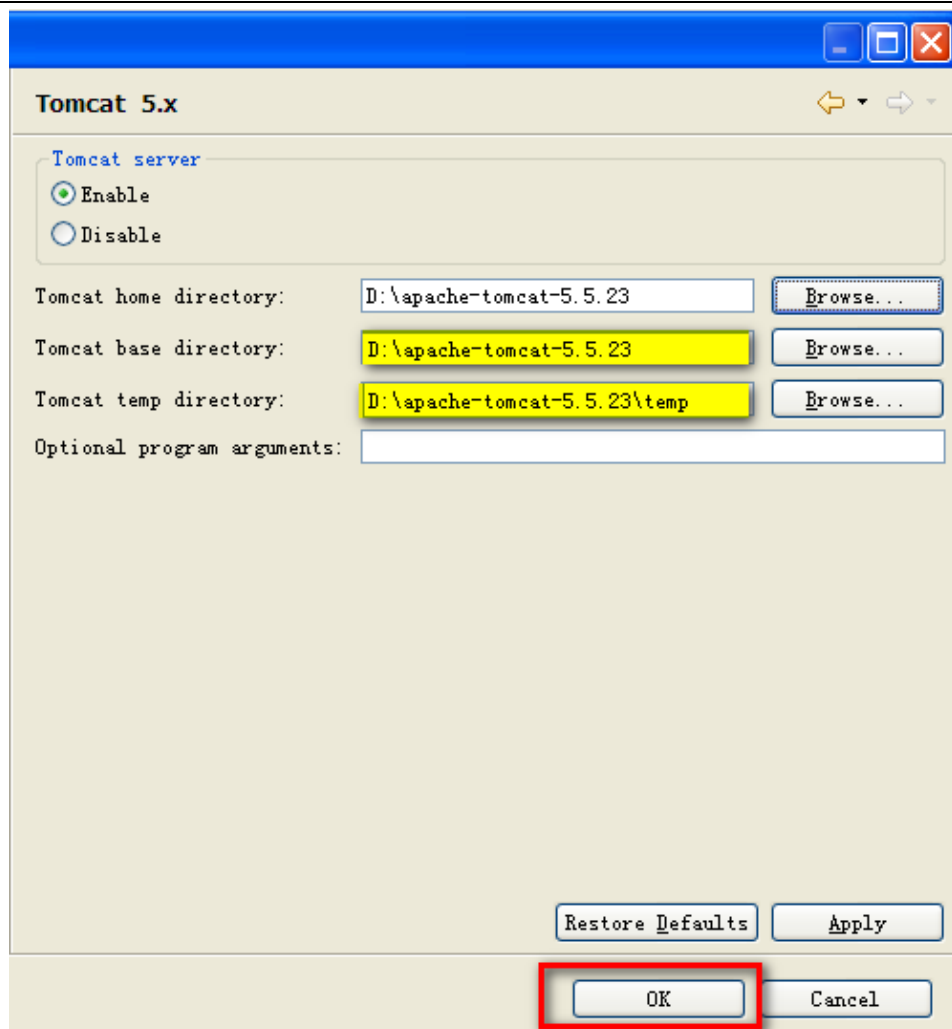 Tomcat 5.x
Tomcat server
Enable
Disable
Tomcat home directory: D:\apache-tomcat-5.5.23 Browse...
Tomcat base directory: D:\apache-tomcat-5.5.23 Browse...
Tomcat temp directory: D:\apache-tomcat-5.5.23\temp Browse...
Optional program arguments:
Restore Defaults Apply
OK Cancel